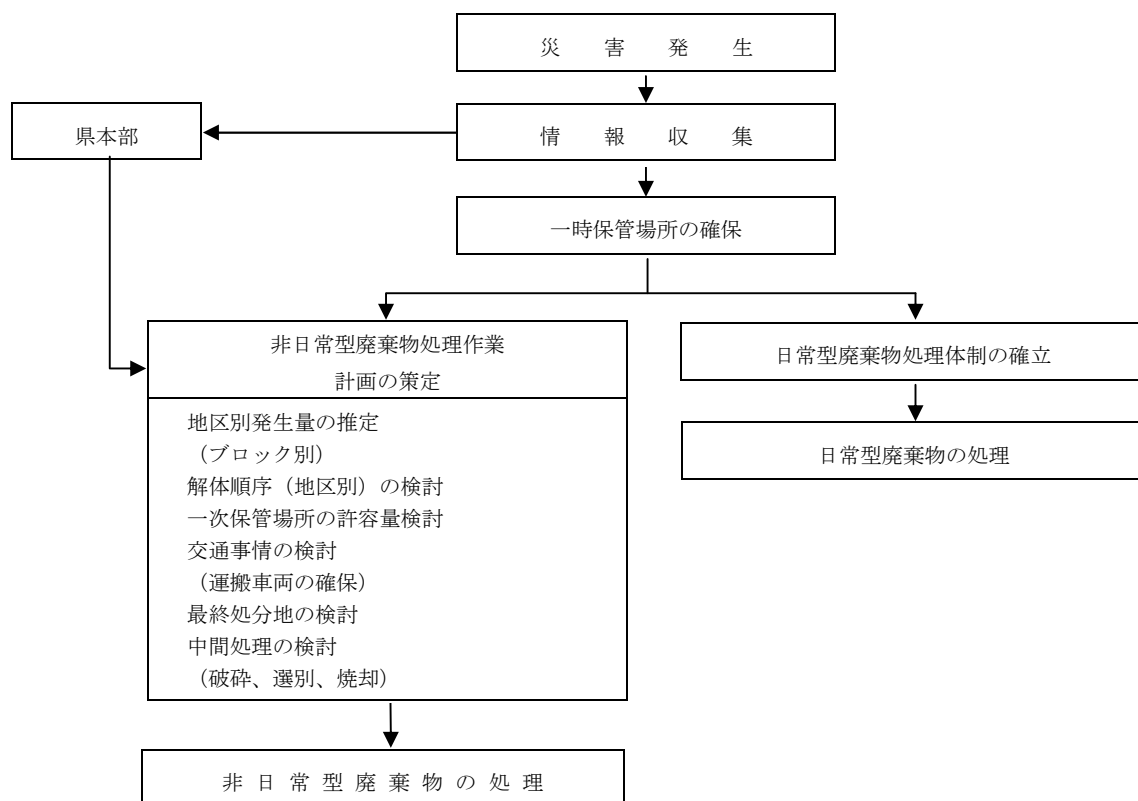 災害発生
県本部
情報収集
一時保管場所の確保
非日常型廃棄物処理作業
計画の策定
地区別発生量の推定
（ブロック別）
解体順序（地区別）の検討
一次保管場所の許容量検討
交通事情の検討
（運搬車両の確保）
最終処分地の検討
中間処理の検討
（破砕、選別、焼却）
日常型廃棄物処理体制の確立
日常型廃棄物の処理
非日常型廃棄物の処理